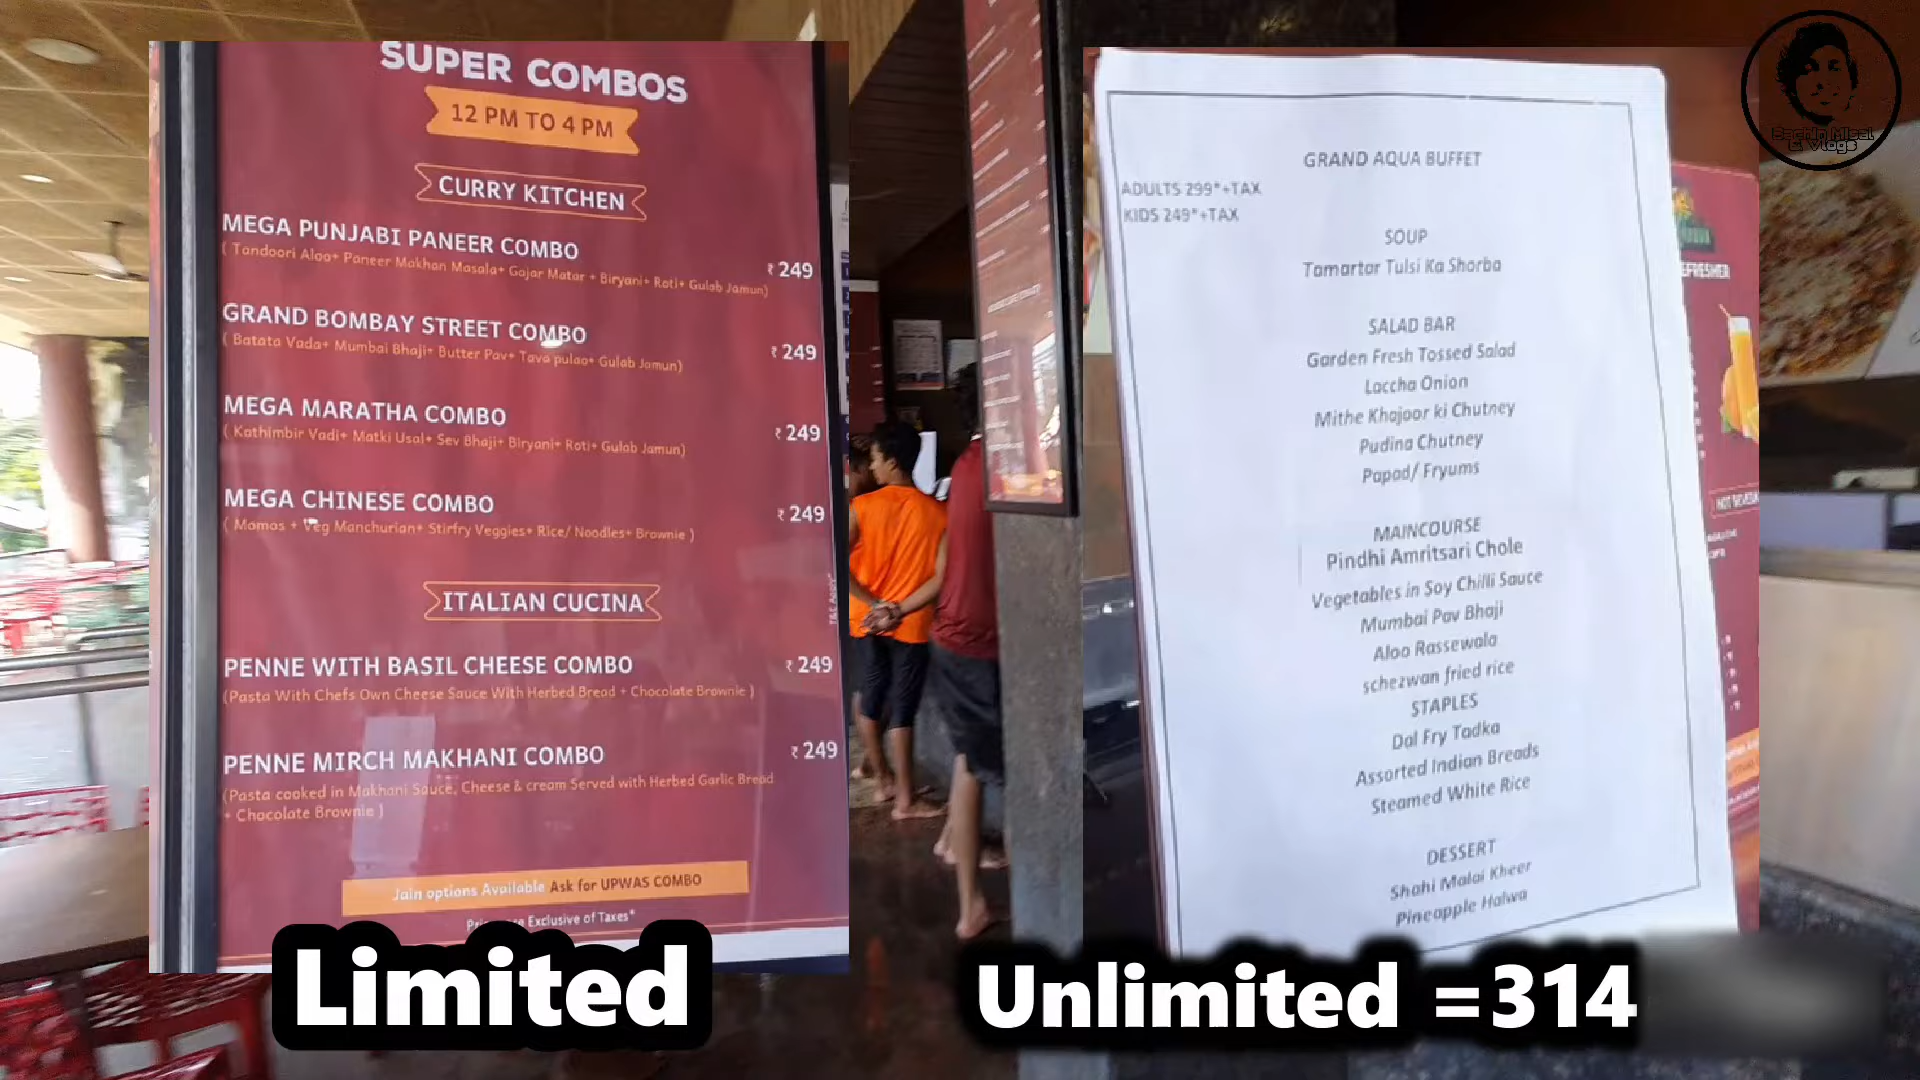 SUPER COMBOS
12 PM TO 4 PM
CURRY KITCHEN
MEGA PUNJABI PANEER COMBO
( Tandoori Aloo+ Paneer Makhan Masala+ Gajar Matar + Biryani+ Roti+ Gulab Jamun)
₹ 249
GRAND BOMBAY STREET COMBO
( Batata Vada+ Mumbai Bhaji+ Butter Pav+ Tava pulao+ Gulab Jamun)
₹ 249
MEGA MARATHA COMBO
( Kothimbir Vadi+ Matki Usal+ Sev Bhaji+ Biryani+ Roti+ Gulab Jamun)
₹ 249
MEGA CHINESE COMBO
( Momos + Veg Manchurian+ Stirfry Veggies+ Rice/ Noodles+ Brownie )
₹ 249
ITALIAN CUCINA
PENNE WITH BASIL CHEESE COMBO
₹ 249
(Pasta With Chefs Own Cheese Sauce With Herbed Bread + Chocolate Brownie )
PENNE MIRCH MAKHANI COMBO
₹ 249
(Pasta cooked in Makhani Sauce, Cheese & cream Served with Herbed Garlic Bread
+ Chocolate Brownie )
Jain options Available Ask for UPWAS COMBO
Exclusive of Taxes*
Limited
GRAND AQUA BUFFET
ADULTS 299*+TAX
KIDS 249*+TAX
SOUP
Tamartar Tulsi Ka Shorba
SALAD BAR
Garden Fresh Tossed Salad
Laccha Onion
Mithe Khajoor ki Chutney
Pudina Chutney
Papad/ Fryums
MAINCOURSE
Pindhi Amritsari Chole
Vegetables in Soy Chilli Sauce
Mumbai Pav Bhaji
Aloo Rassewala
schezwan fried rice
STAPLES
Dal Fry Tadka
Assorted Indian Breads
Steamed White Rice
DESSERT
Shahi Malai Kheer
Pineapple Halwa
Unlimited =314
EFRESHER
Sachin Misal
& Vlogs